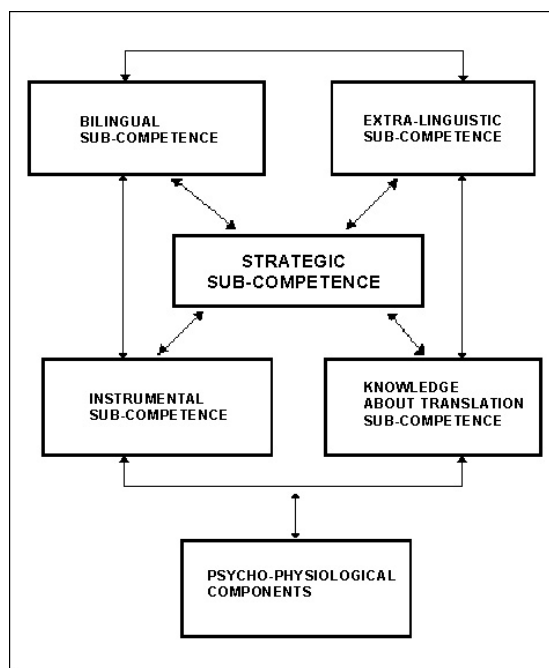 BILINGUAL
SUB-COMPETENCE
EXTRA-LINGUISTIC
SUB-COMPETENCE
STRATEGIC
SUB-COMPETENCE
INSTRUMENTAL
SUB-COMPETENCE
KNOWLEDGE
ABOUT TRANSLATION
SUB-COMPETENCE
PSYCHO-PHYSIOLOGICAL
COMPONENTS